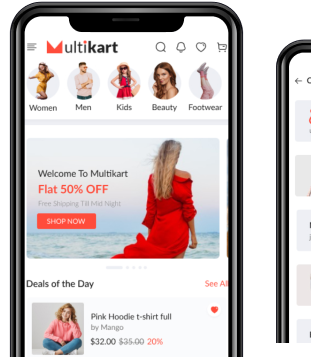 Multikart
Women Men Kids Beauty Footwear
Welcome To Multikart
Flat 50% OFF
Free Shipping Till Mid Night
SHOP NOW
Deals of the Day
See All
Pink Hoodie t-shirt full
by Mango
$32.00 $35.00 20%